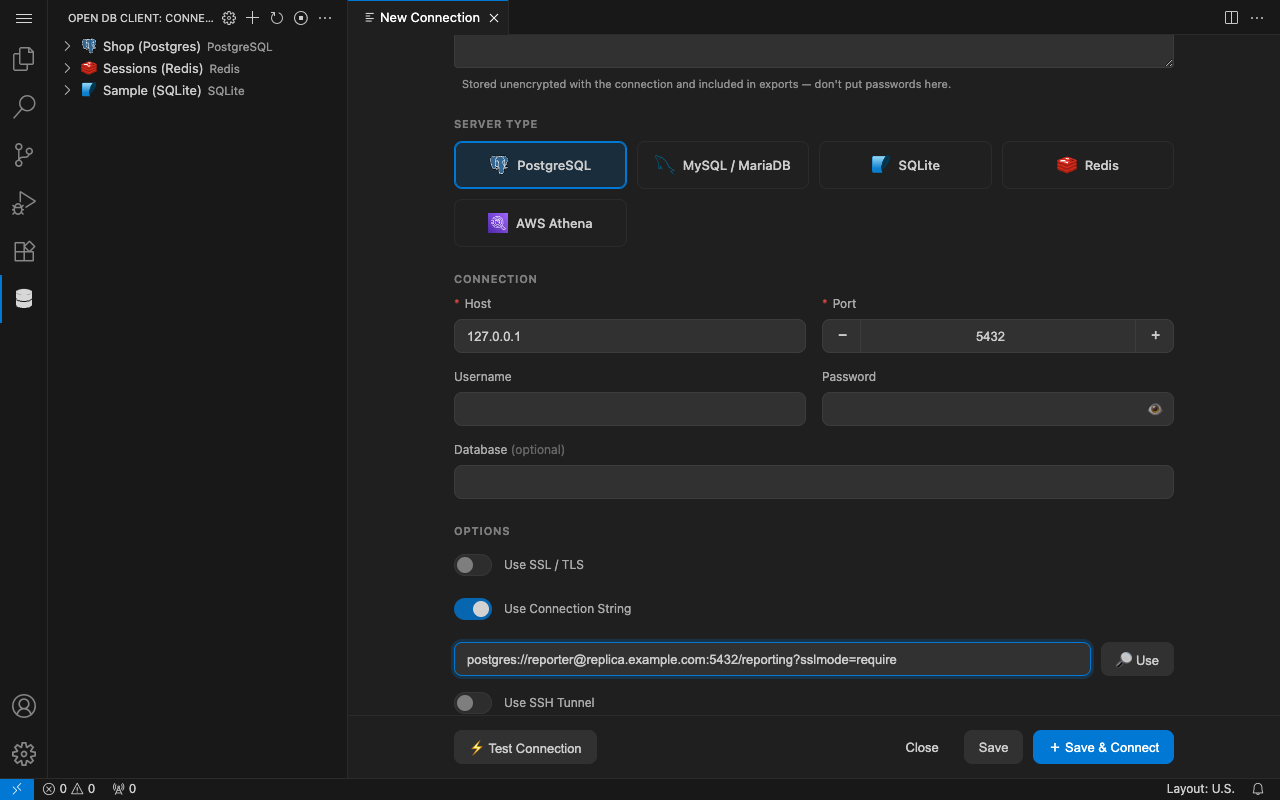 OPEN DB CLIENT: CONNE...
New Connection
Shop (Postgres) PostgreSQL
Sessions (Redis) Redis
Sample (SQLite) SQLite
Stored unencrypted with the connection and included in exports — don't put passwords here.
SERVER TYPE
PostgreSQL
MySQL / MariaDB
SQLite
Redis
AWS Athena
CONNECTION
* Host
* Port
127.0.0.1
5432
Username
Password
Database (optional)
OPTIONS
Use SSL / TLS
Use Connection String
postgres://reporter@replica.example.com:5432/reporting?sslmode=require
Use
Use SSH Tunnel
Test Connection
Close
Save
+ Save & Connect
0 0 0
Layout: U.S.